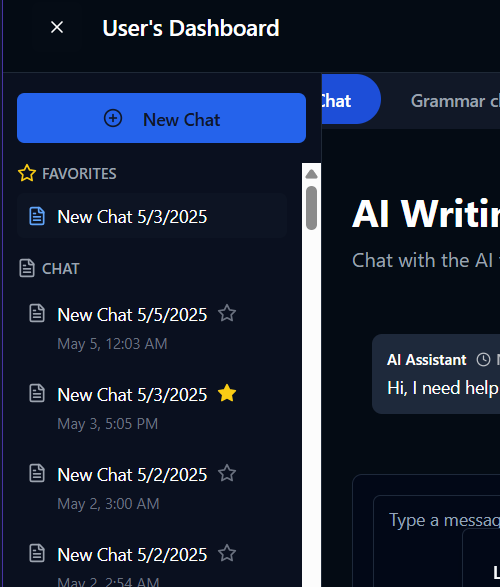 User's Dashboard
New Chat
Chat
Grammar
FAVORITES
New Chat 5/3/2025
CHAT
New Chat 5/5/2025
May 5, 12:03 AM
New Chat 5/3/2025
May 3, 5:05 PM
New Chat 5/2/2025
May 2, 3:00 AM
New Chat 5/2/2025
May 2, 2:54 AM
AI
Chat with the AI
AI Assistant
Hi, I need help
Type a